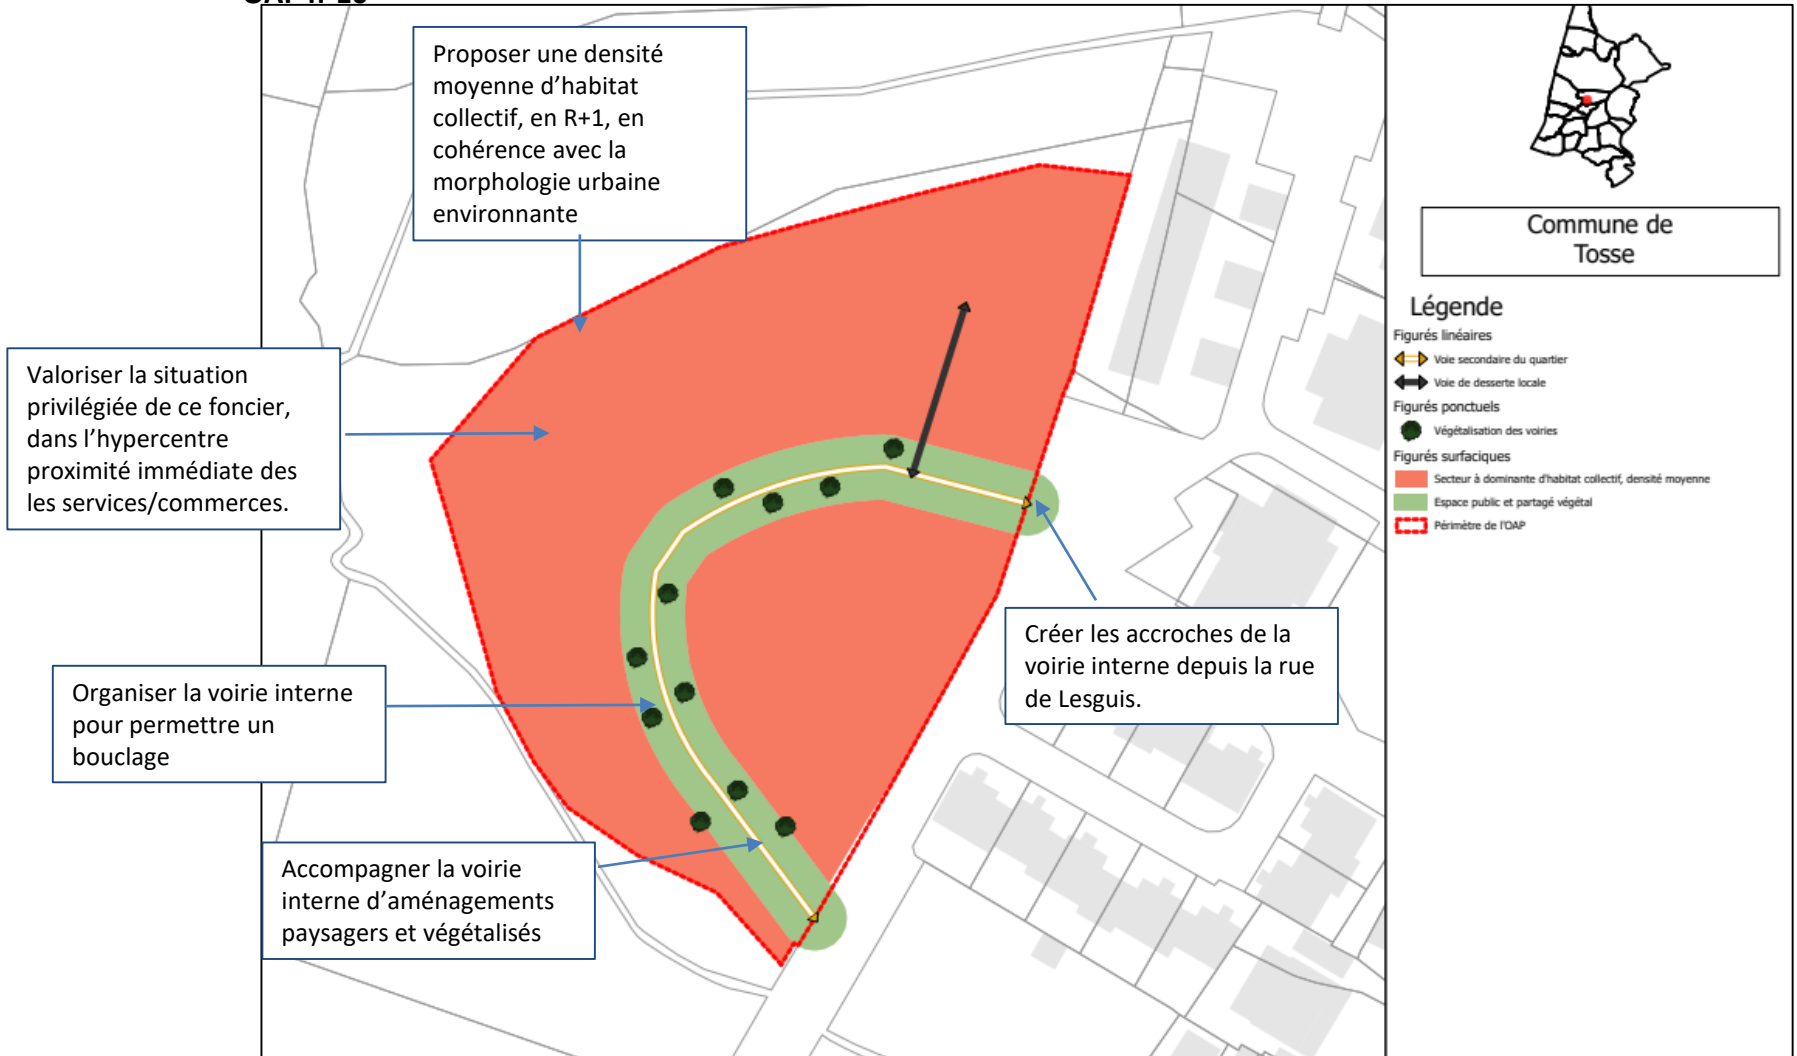 Proposer une densité
moyenne d’habitat
collectif, en R+1, en
cohérence avec la
morphologie urbaine
environnante
Valoriser la situation
privilégiée de ce foncier,
dans l’hypercentre
proximité immédiate des
les services/commerces.
Organiser la voirie interne
pour permettre un
bouclage
Accompagner la voirie
interne d’aménagements
paysagers et végétalisés
Créer les accroches de la
voirie interne depuis la rue
de Lesguis.
Commune de
Tosse
Légende
Figurés linéaires
Voie secondaire du quartier
Voie de desserte locale
Figurés ponctuels
Végétalisation des voiries
Figurés surfaciques
Secteur à dominante d'habitat collectif, densité moyenne
Espace public et partagé végétal
Périmètre de l'OAP